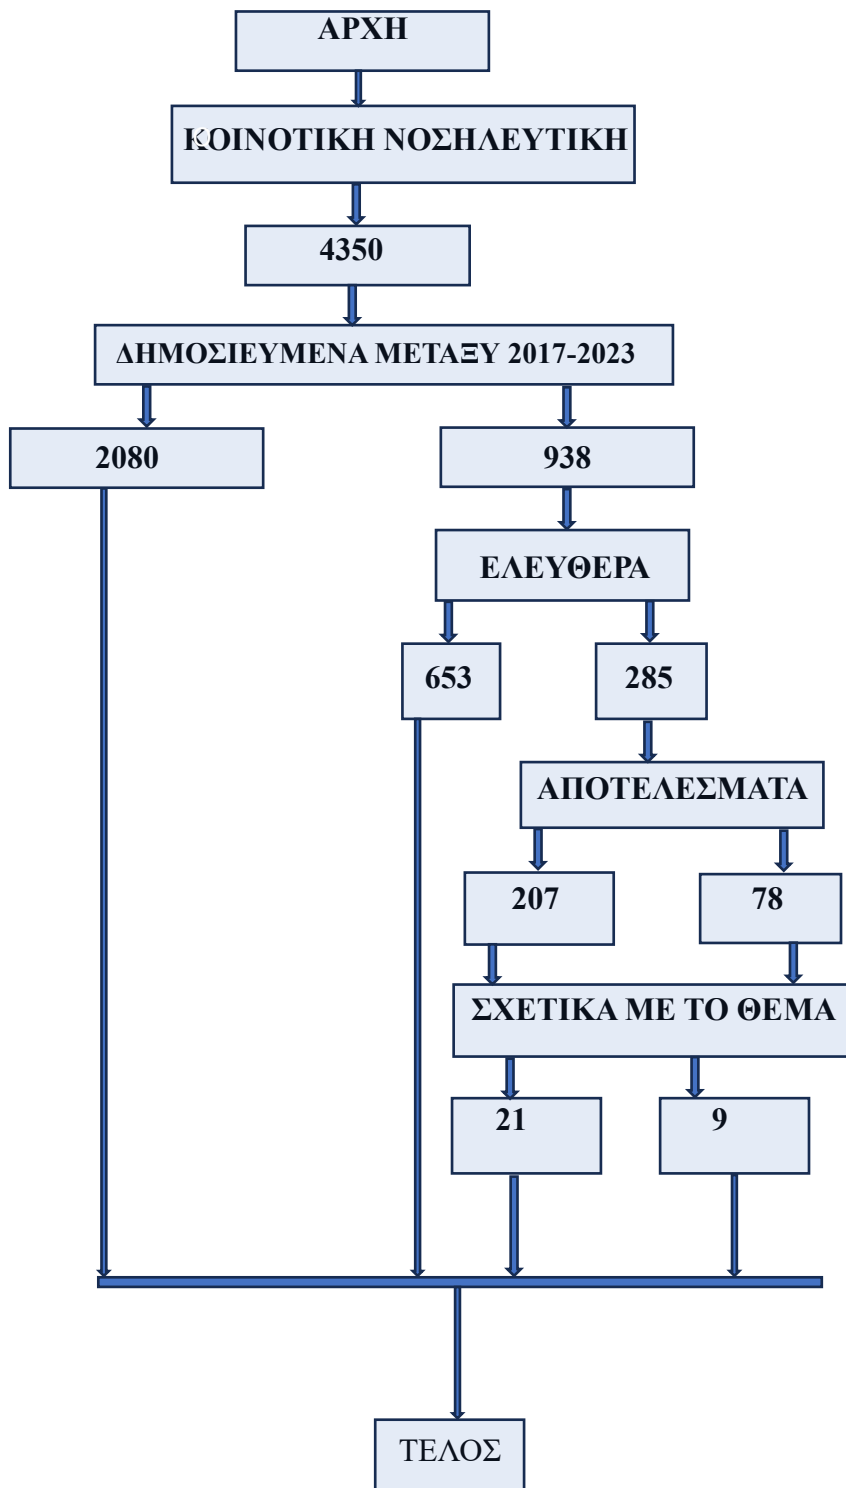 ΑΡΧΗ
ΚΟΙΝΟΤΙΚΗ ΝΟΣΗΛΕΥΤΙΚΗ
4350
ΔΗΜΟΣΙΕΥΜΕΝΑ ΜΕΤΑΞΥ 2017-2023
2080
938
ΕΛΕΥΘΕΡΑ
653
285
ΑΠΟΤΕΛΕΣΜΑΤΑ
207
78
ΣΧΕΤΙΚΑ ΜΕ ΤΟ ΘΕΜΑ
21
9
ΤΕΛΟΣ